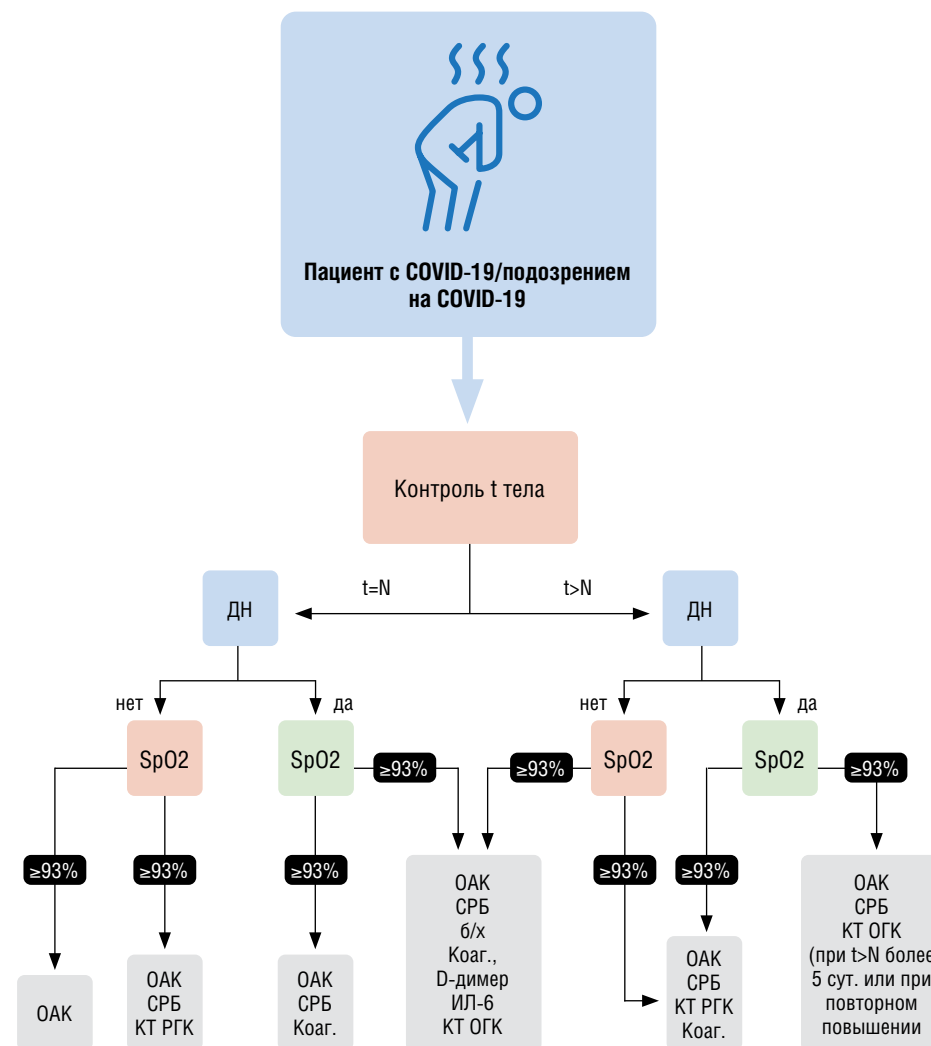 Пациент с COVID-19/подозрением
на COVID-19
Контроль t тела
t=N
t>N
ДН
ДН
нет
да
нет
да
SpO2
SpO2
SpO2
SpO2
≥93%
≥93%
≥93%
≥93%
≥93%
≥93%
≥93%
≥93%
ОАК
ОАК
СРБ
КТ РГК
ОАК
СРБ
Коаг.
ОАК
СРБ
б/х
Коаг.,
D-димер
ИЛ-6
КТ ОГК
ОАК
СРБ
КТ РГК
Коаг.
ОАК
СРБ
КТ ОГК
(при t>N более
5 сут. или при
повторном
повышении